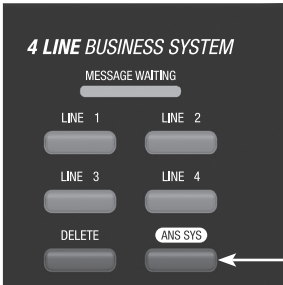 4 LINE BUSINESS SYSTEM
MESSAGE WAITING
LINE 1 LINE 2
LINE 3 LINE 4
DELETE ANS SYS